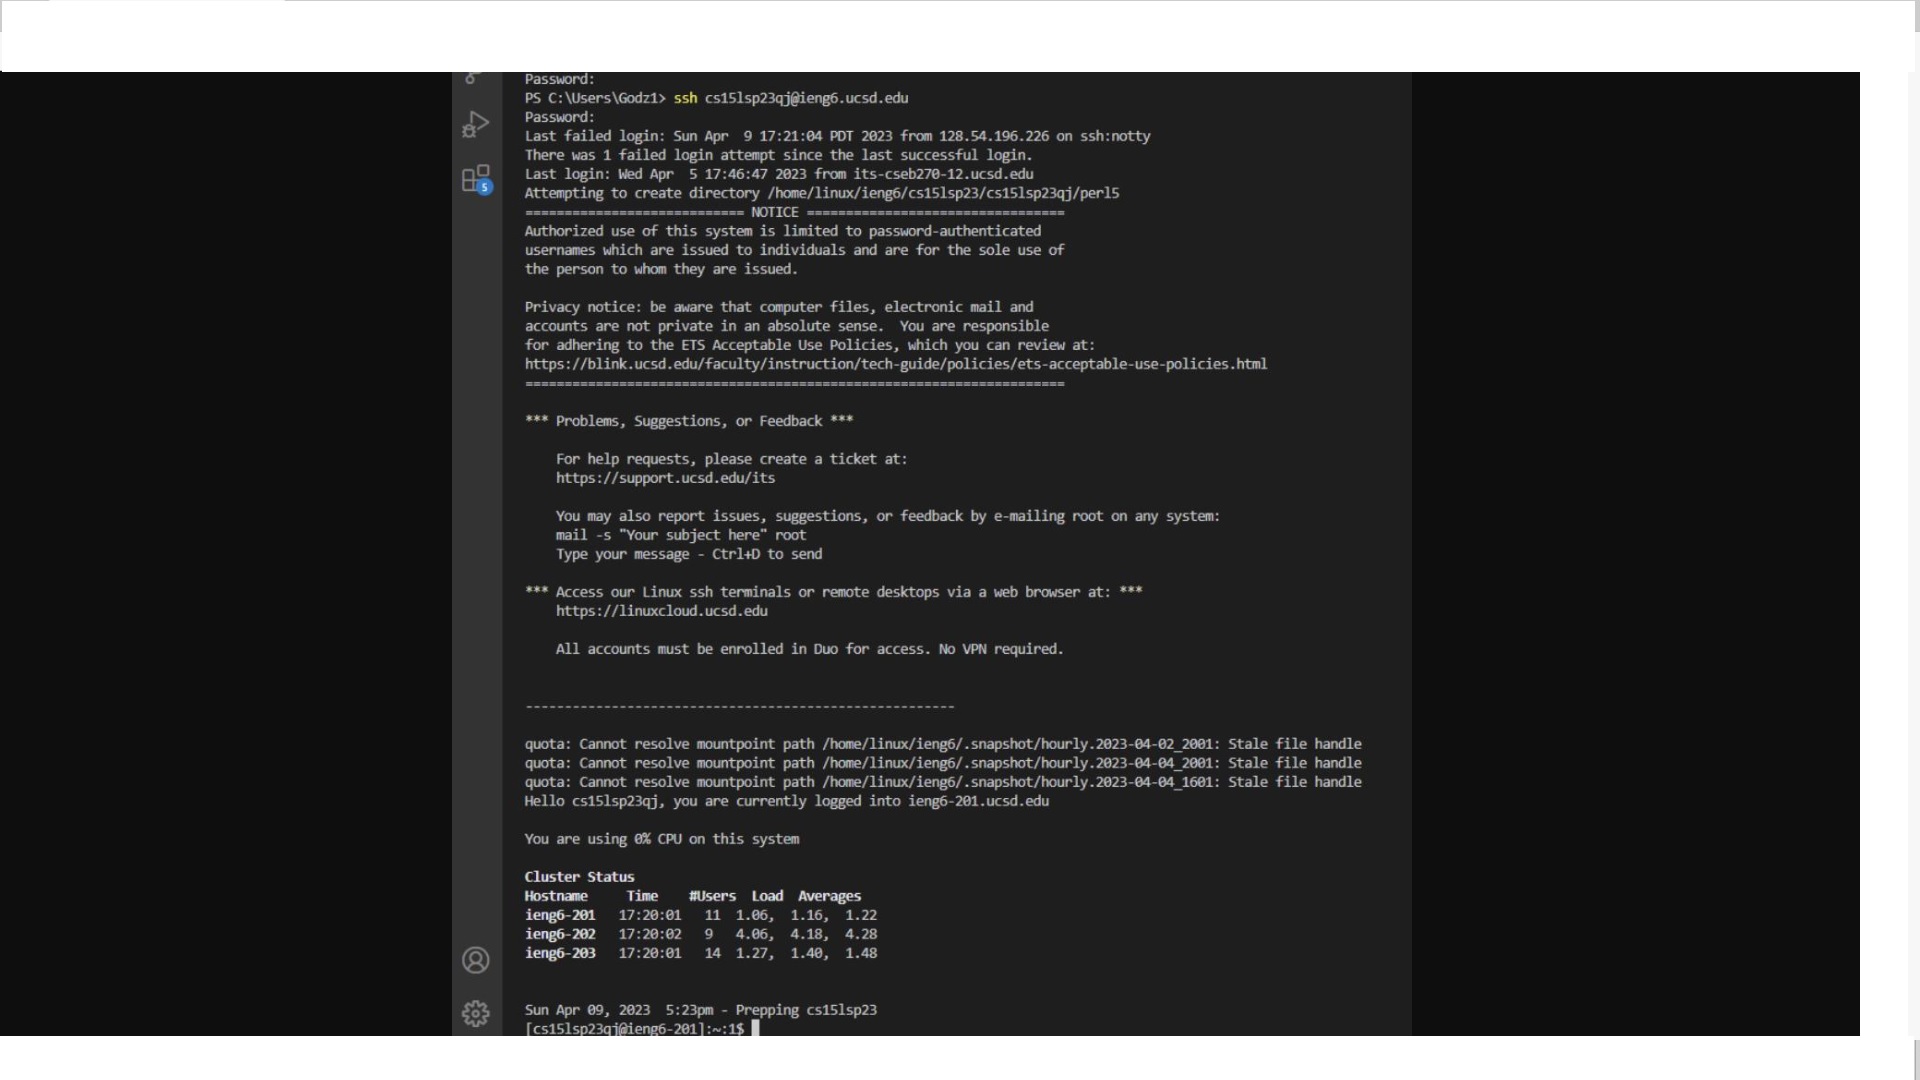 Password:
PS C:\Users\Godz1> ssh cs15lsp23qj@ieng6.ucsd.edu
Password:
Last failed login: Sun Apr  9 17:21:04 PDT 2023 from 128.54.196.226 on ssh:notty
There was 1 failed login attempt since the last successful login.
Last login: Wed Apr  5 17:46:47 2023 from its-cseb270-12.ucsd.edu
Attempting to create directory /home/linux/ieng6/cs15lsp23/cs15lsp23qj/perl5
============================ NOTICE =================================
Authorized use of this system is limited to password-authenticated
usernames which are issued to individuals and are for the sole use of
the person to whom they are issued.
Privacy notice: be aware that computer files, electronic mail and
accounts are not private in an absolute sense.  You are responsible
for adhering to the ETS Acceptable Use Policies, which you can review at:
https://blink.ucsd.edu/faculty/instruction/tech-guide/policies/ets-acceptable-use-policies.html
=====================================================================
*** Problems, Suggestions, or Feedback ***
For help requests, please create a ticket at:
https://support.ucsd.edu/its
You may also report issues, suggestions, or feedback by e-mailing root on any system:
mail -s "Your subject here" root
Type your message - Ctrl+D to send
*** Access our Linux ssh terminals or remote desktops via a web browser at: ***
https://linuxcloud.ucsd.edu
All accounts must be enrolled in Duo for access. No VPN required.
-------------------------------------------------------
quota: Cannot resolve mountpoint path /home/linux/ieng6/.snapshot/hourly.2023-04-02_2001: Stale file handle
quota: Cannot resolve mountpoint path /home/linux/ieng6/.snapshot/hourly.2023-04-04_2001: Stale file handle
quota: Cannot resolve mountpoint path /home/linux/ieng6/.snapshot/hourly.2023-04-04_1601: Stale file handle
Hello cs15lsp23qj, you are currently logged into ieng6-201.ucsd.edu
You are using 0% CPU on this system
Cluster Status
Hostname     Time    #Users  Load  Averages
ieng6-201   17:20:01   11  1.06,  1.16,  1.22
ieng6-202   17:20:02   9   4.06,  4.18,  4.28
ieng6-203   17:20:01   14  1.27,  1.40,  1.48
Sun Apr 09, 2023  5:23pm - Prepping cs15lsp23
[cs15lsp23qj@ieng6-201]:~:1$
5